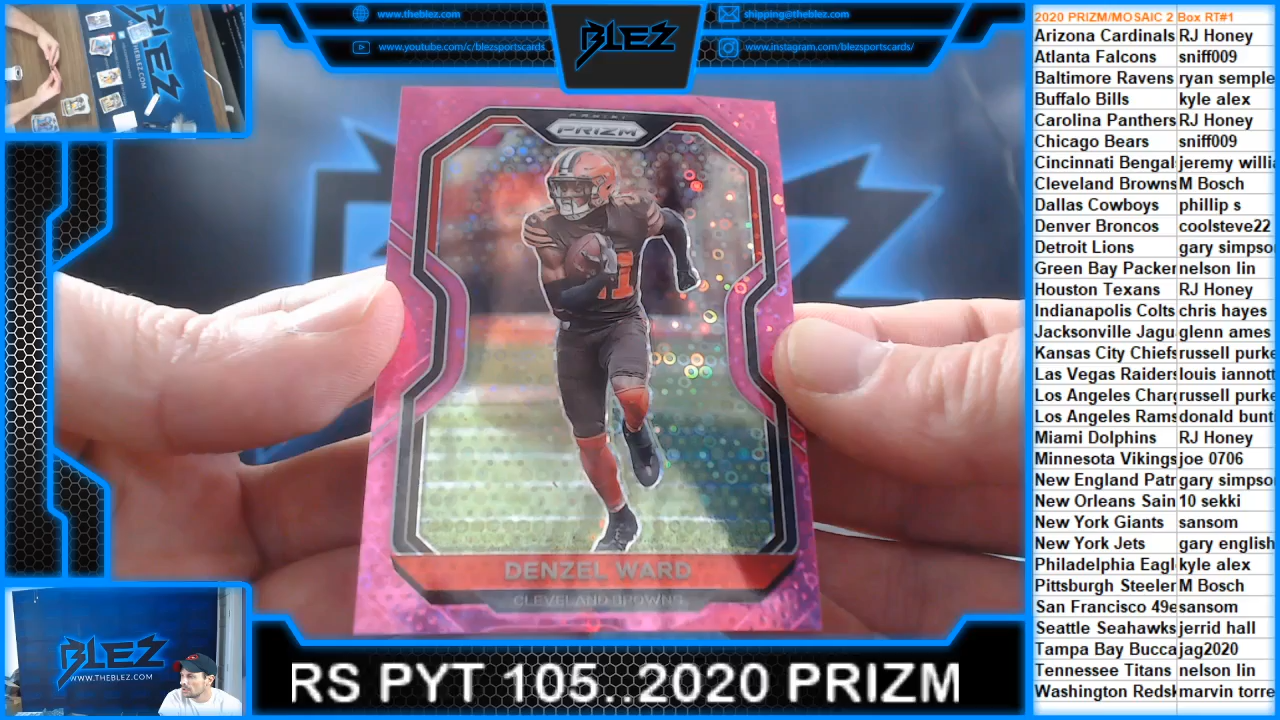 www.theblez.com
shipping@theblez.com
www.youtube.com/c/blezsportscards
www.instagram.com/blezsportscards/
BLEZ
PANINI
PRIZM
DENZEL WARD
CLEVELAND BROWNS
BLEZ
WWW.THEBLEZ.COM
RS PYT 105..2020 PRIZM
2020 PRIZM/MOSAIC 2 Box RT#1
Arizona Cardinals RJ Honey
Atlanta Falcons sniff009
Baltimore Ravens ryan semple
Buffalo Bills kyle alex
Carolina Panthers RJ Honey
Chicago Bears sniff009
Cincinnati Bengal jeremy willia
Cleveland Browns M Bosch
Dallas Cowboys phillip s
Denver Broncos coolsteve22
Detroit Lions gary simpso
Green Bay Packer nelson lin
Houston Texans RJ Honey
Indianapolis Colts chris hayes
Jacksonville Jagu glenn ames
Kansas City Chiefs russell purke
Las Vegas Raiders louis iannott
Los Angeles Charg russell purke
Los Angeles Rams donald bunt
Miami Dolphins RJ Honey
Minnesota Vikings joe 0706
New England Patr gary simpso
New Orleans Sain 10 sekki
New York Giants sansom
New York Jets gary english
Philadelphia Eagl kyle alex
Pittsburgh Steeler M Bosch
San Francisco 49e sansom
Seattle Seahawks jerrid hall
Tampa Bay Bucca jag2020
Tennessee Titans nelson lin
Washington Redsk marvin torre